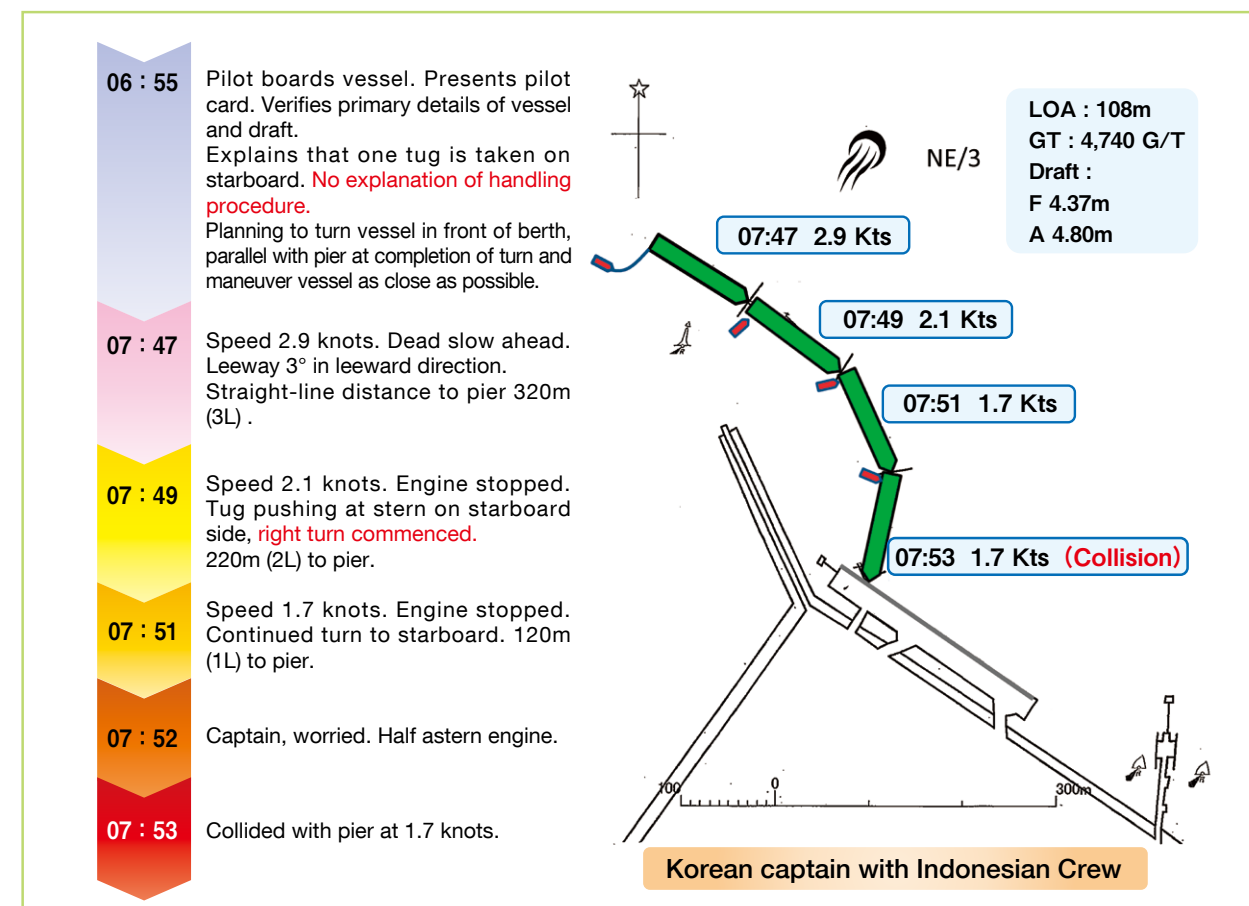 06 : 55
Pilot boards vessel. Presents pilot
card. Verifies primary details of vessel
and draft.
Explains that one tug is taken on
starboard. No explanation of handling
procedure.
Planning to turn vessel in front of berth,
parallel with pier at completion of turn and
maneuver vessel as close as possible.
07 : 47
Speed 2.9 knots. Dead slow ahead.
Leeway 3° in leeward direction.
Straight-line distance to pier 320m
(3L) .
07 : 49
Speed 2.1 knots. Engine stopped.
Tug pushing at stern on starboard
side, right turn commenced.
220m (2L) to pier.
07 : 51
Speed 1.7 knots. Engine stopped.
Continued turn to starboard. 120m
(1L) to pier.
07 : 52
Captain, worried. Half astern engine.
07 : 53
Collided with pier at 1.7 knots.
NE/3
LOA : 108m
GT : 4,740 G/T
Draft :
F 4.37m
A 4.80m
07:47 2.9 Kts
07:49 2.1 Kts
07:51 1.7 Kts
07:53 1.7 Kts (Collision)
100 0 300m
Korean captain with Indonesian Crew